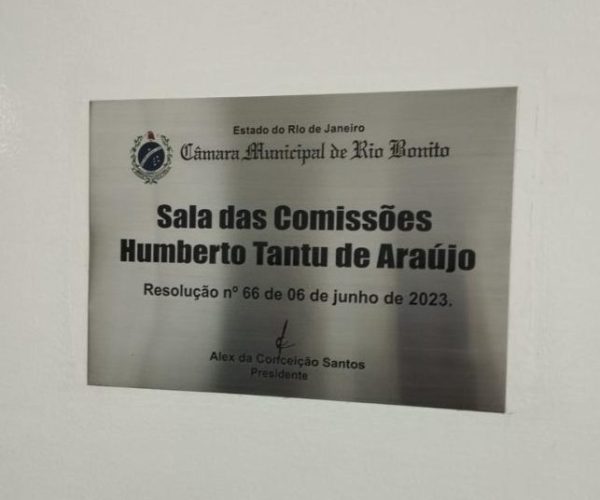 Estado do RIo de Janeiro
Câmara Municipal de Rio Bonito
Sala das Comissões
Humberto Tantu de Araújo
Resolução nº 66 de 06 de junho de 2023.
Alex da Conceição Santos
Presidente